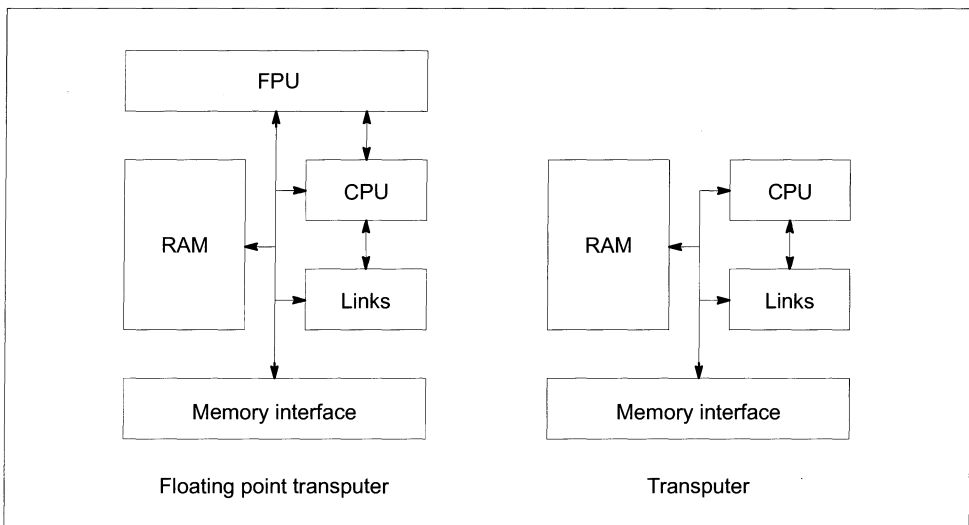 FPU
CPU
RAM
Links
Memory interface
Floating point transputer
CPU
RAM
Links
Memory interface
Transputer